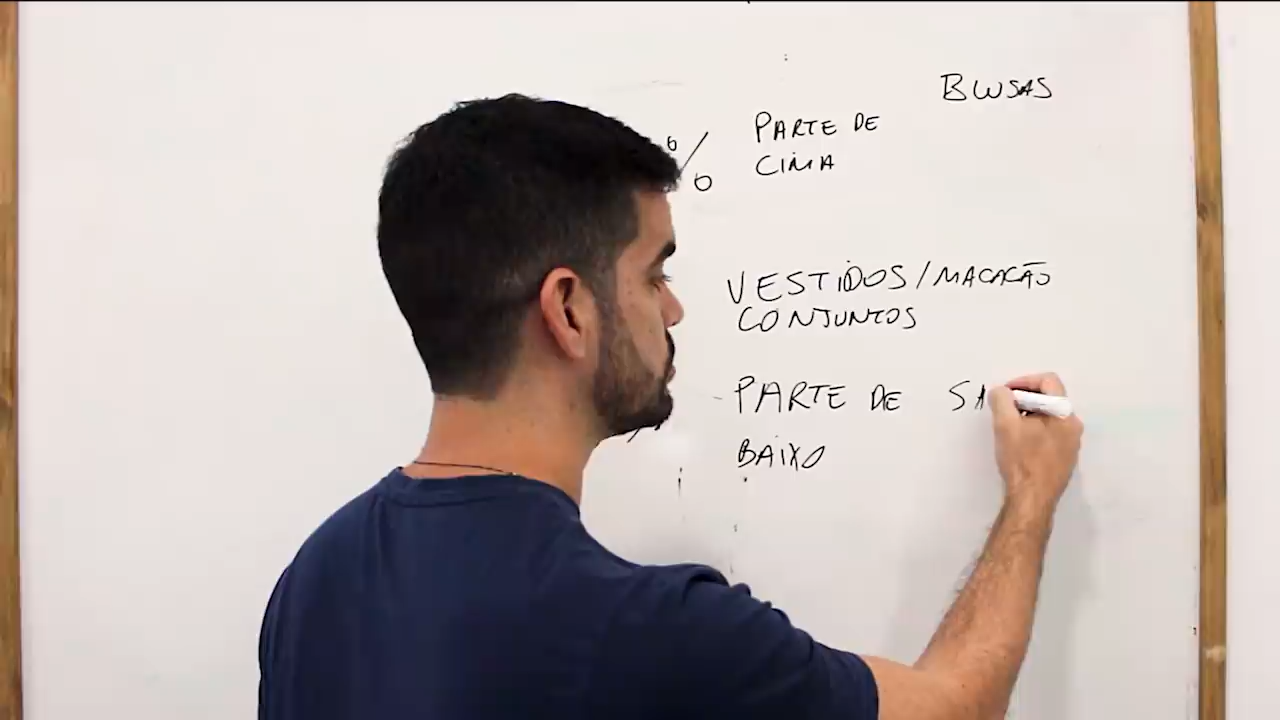 BLUSAS
%
PARTE DE
CIMA
VESTIDOS/MACACÃO
CONJUNTOS
PARTE DE
BAIXO